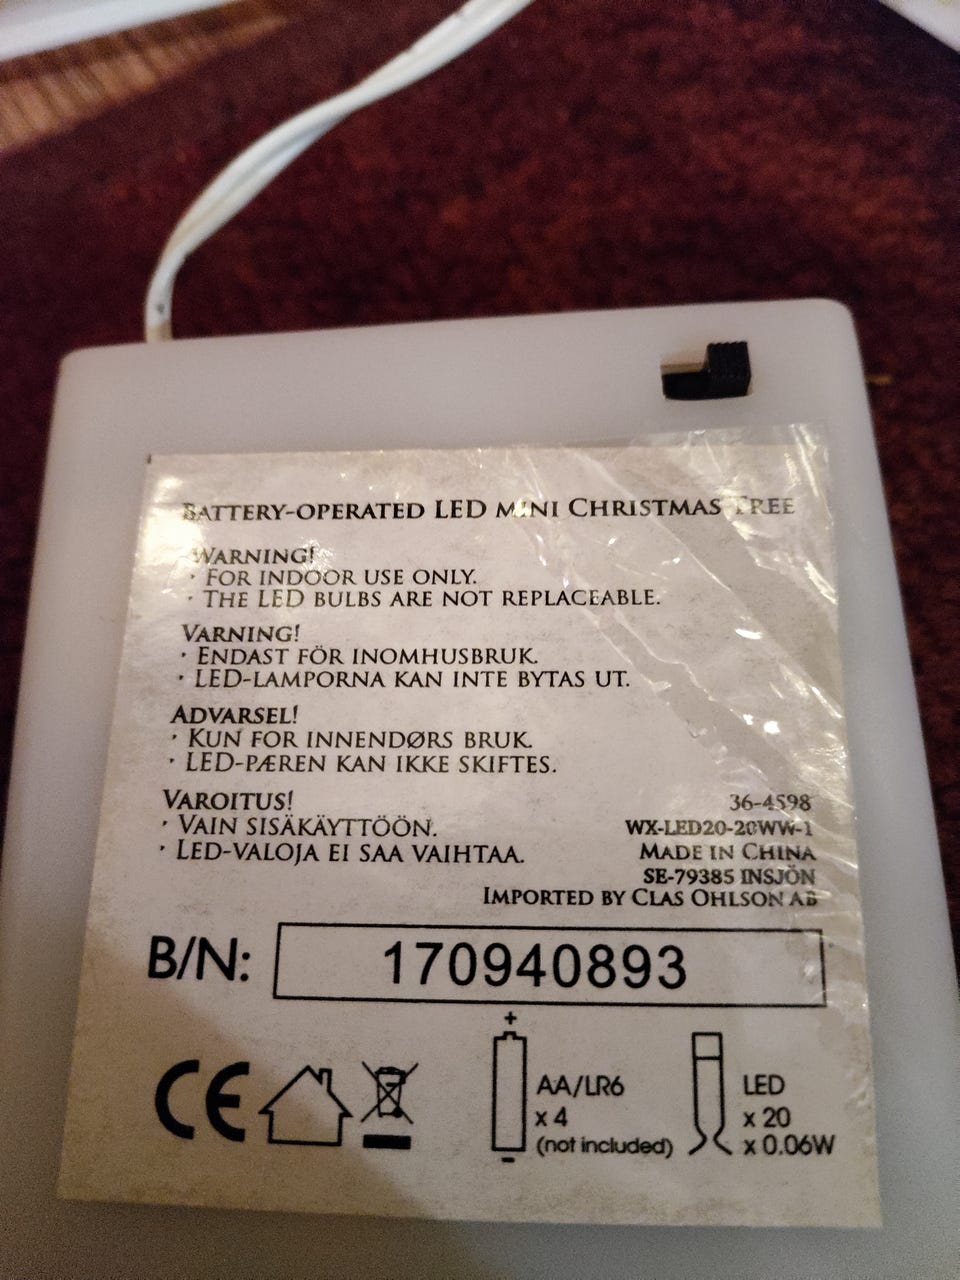 Battery-operated LED mini Christmas Tree
Warning!
· For indoor use only.
· The LED bulbs are not replaceable.
Varning!
· Endast för inomhusbruk.
· LED-lamporna kan inte bytas ut.
Advarsel!
· Kun for innendørs bruk.
· LED-pæren kan ikke skiftes.
Varoitus!
· Vain sisäkäyttöön.
· LED-valoja ei saa vaihtaa.
36-4598
WX-LED20-20WW-1
Made in China
SE-79385 INSJÖN
Imported by Clas Ohlson AB
B/N: 170940893
CE
+
-
AA/LR6
x 4
(not included)
LED
x 20
x 0.06W